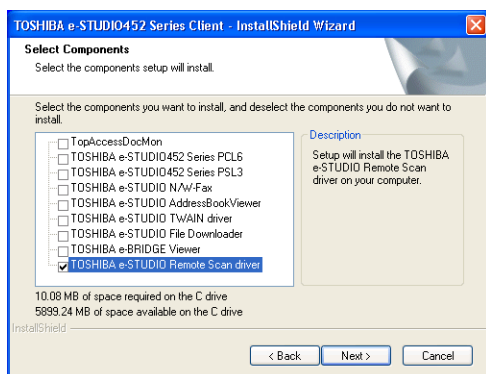 TOSHIBA e-STUDIO452 Series Client - InstallShield Wizard
Select Components
Select the components setup will install.
Select the components you want to install, and deselect the components you do not want to
install.
TopAccessDocMon
TOSHIBA e-STUDIO452 Series PCL6
TOSHIBA e-STUDIO452 Series PSL3
TOSHIBA e-STUDIO N/W-Fax
TOSHIBA e-STUDIO AddressBookViewer
TOSHIBA e-STUDIO TWAIN driver
TOSHIBA e-STUDIO File Downloader
TOSHIBA e-BRIDGE Viewer
TOSHIBA e-STUDIO Remote Scan driver
Description
Setup will install the TOSHIBA
e-STUDIO Remote Scan
driver on your computer.
10.08 MB of space required on the C drive
5899.24 MB of space available on the C drive
InstallShield
< Back
Next >
Cancel